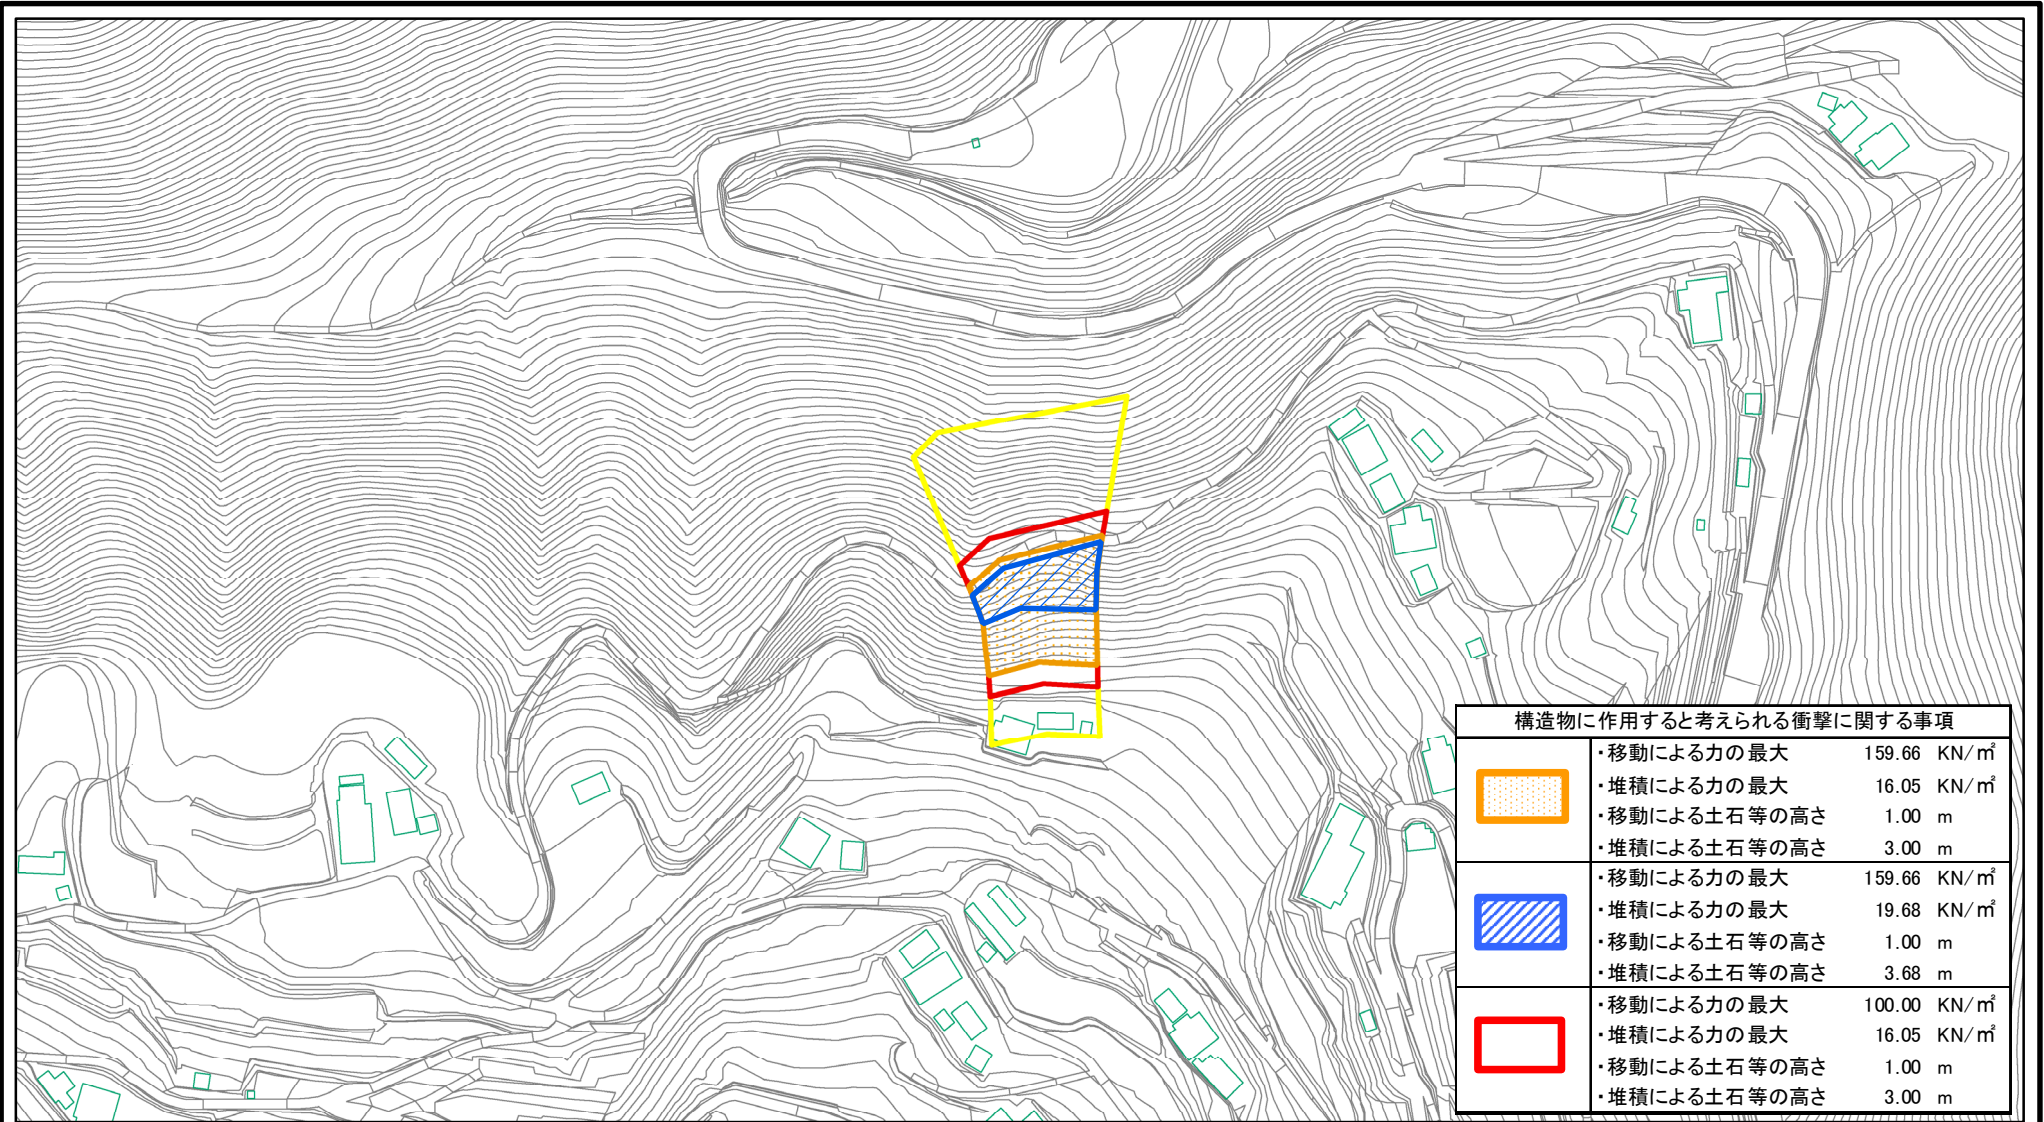 構造物に作用すると考えられる衝撃に関する事項
・移動による力の最大 159.66 KN/㎡
・堆積による力の最大 16.05 KN/㎡
・移動による土石等の高さ 1.00 m
・堆積による土石等の高さ 3.00 m
・移動による力の最大 159.66 KN/㎡
・堆積による力の最大 19.68 KN/㎡
・移動による土石等の高さ 1.00 m
・堆積による土石等の高さ 3.68 m
・移動による力の最大 100.00 KN/㎡
・堆積による力の最大 16.05 KN/㎡
・移動による土石等の高さ 1.00 m
・堆積による土石等の高さ 3.00 m